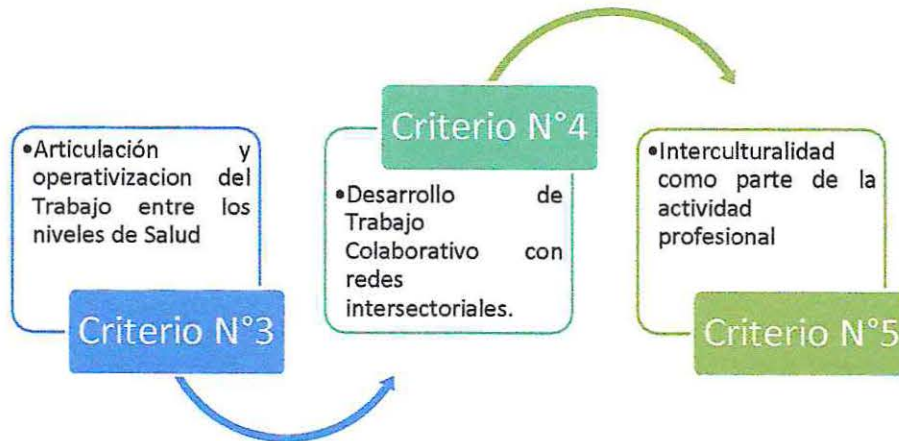 •Articulación y
operativizacion del
Trabajo entre los
niveles de Salud
Criterio N°3
Criterio N°4
•Desarrollo de
Trabajo
Colaborativo con
redes
intersectoriales.
•Interculturalidad
como parte de la
actividad
profesional
Criterio N°5